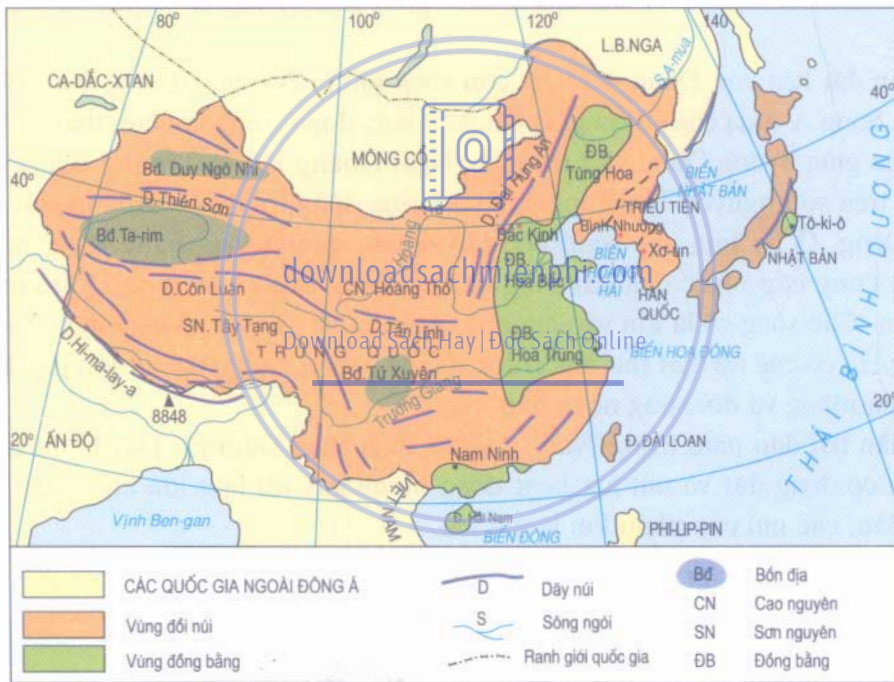 80°
100°
120°
140
L.B.NGA
S.A-mua
CA-DẮC-XTAN
40°
MÔNG CỔ
D.Đại Hưng An
ĐB.
Tùng Hoa
40°
Bđ. Duy Ngô Nhĩ
BIỂN
NHẬT BẢN
D.Thiên Sơn
TRIỀU TIÊN
Bđ.Ta-rim
Hoàng Hà
Bắc Kinh
Bình Nhưỡng
Tô-ki-ô
ĐB.
Hoa Bắc
BIỂN
HOÀNG
HẢI
Xơ-un
NHẬT BẢN
downloadsachmienphi.com
D.Côn Luân
CN.Hoàng Thổ
HÀN
QUỐC
SN.Tây Tạng
D.Tần Lĩnh
Download Sách Hay | Đọc Sách Online
TRUNG QUỐC
ĐB.
Hoa Trung
BIỂN HOA ĐÔNG
D.Hi-ma-lay-a
Bđ.Tứ Xuyên
Trường Giang
THÁI BÌNH DƯƠNG
8848
20°
20°
ẤN ĐỘ
Đ.ĐÀI LOAN
Nam Ninh
VIỆT
NAM
Vịnh Ben-gan
Đ. Hải Nam
BIỂN ĐÔNG
PHI-LIP-PIN
CÁC QUỐC GIA NGOÀI ĐÔNG Á
D
Dãy núi
Bđ
Bồn địa
Vùng đồi núi
S
Sông ngòi
CN
Cao nguyên
SN
Sơn nguyên
Vùng đồng bằng
Ranh giới quốc gia
ĐB
Đồng bằng